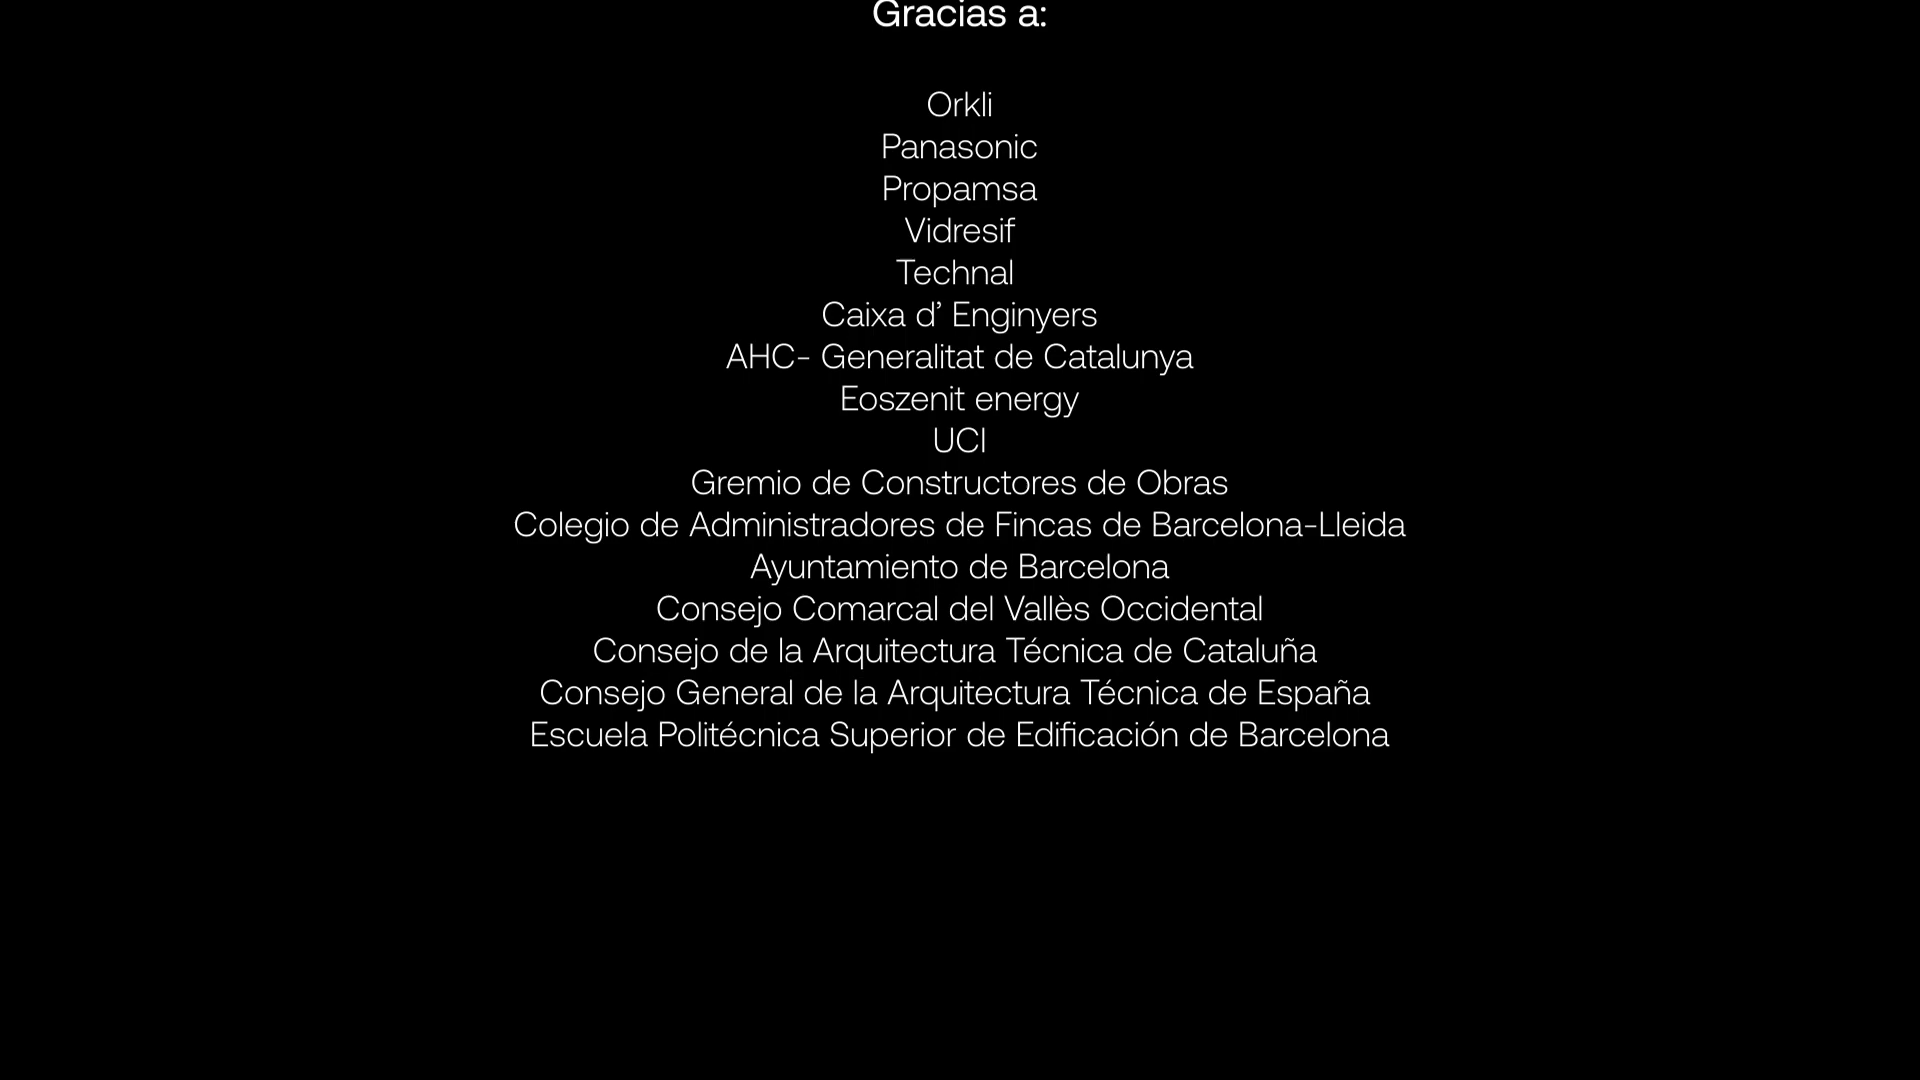 Gracias a:
Orkli
Panasonic
Propamsa
Vidresif
Technal
Caixa d’ Enginyers
AHC- Generalitat de Catalunya
Eoszenit energy
UCI
Gremio de Constructores de Obras
Colegio de Administradores de Fincas de Barcelona-Lleida
Ayuntamiento de Barcelona
Consejo Comarcal del Vallès Occidental
Consejo de la Arquitectura Técnica de Cataluña
Consejo General de la Arquitectura Técnica de España
Escuela Politécnica Superior de Edificación de Barcelona